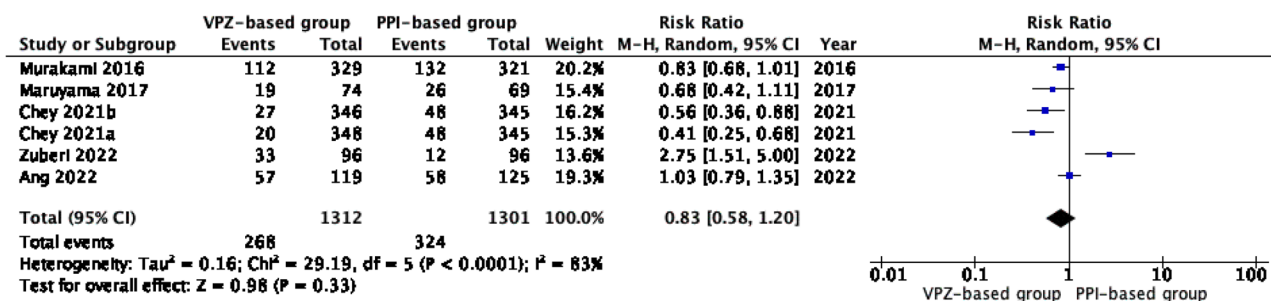 VPZ-based group PPI-based group Risk Ratio Risk Ratio
Study or Subgroup Events Total Events Total Weight M-H, Random, 95% CI Year M-H, Random, 95% CI
Murakami 2016 112 329 132 321 20.2% 0.83 [0.68, 1.01] 2016
Maruyama 2017 19 74 26 69 15.4% 0.68 [0.42, 1.11] 2017
Chey 2021b 27 346 48 345 16.2% 0.56 [0.36, 0.88] 2021
Chey 2021a 20 348 48 345 15.3% 0.41 [0.25, 0.68] 2021
Zuberi 2022 33 96 12 96 13.6% 2.75 [1.51, 5.00] 2022
Ang 2022 57 119 58 125 19.3% 1.03 [0.79, 1.35] 2022
Total (95% CI) 1312 1301 100.0% 0.83 [0.58, 1.20]
Total events 268 324
Heterogeneity: Tau² = 0.16; Chi² = 29.19, df = 5 (P < 0.0001); I² = 83%
Test for overall effect: Z = 0.98 (P = 0.33)
0.01 0.1 1 10 100
VPZ-based group PPI-based group